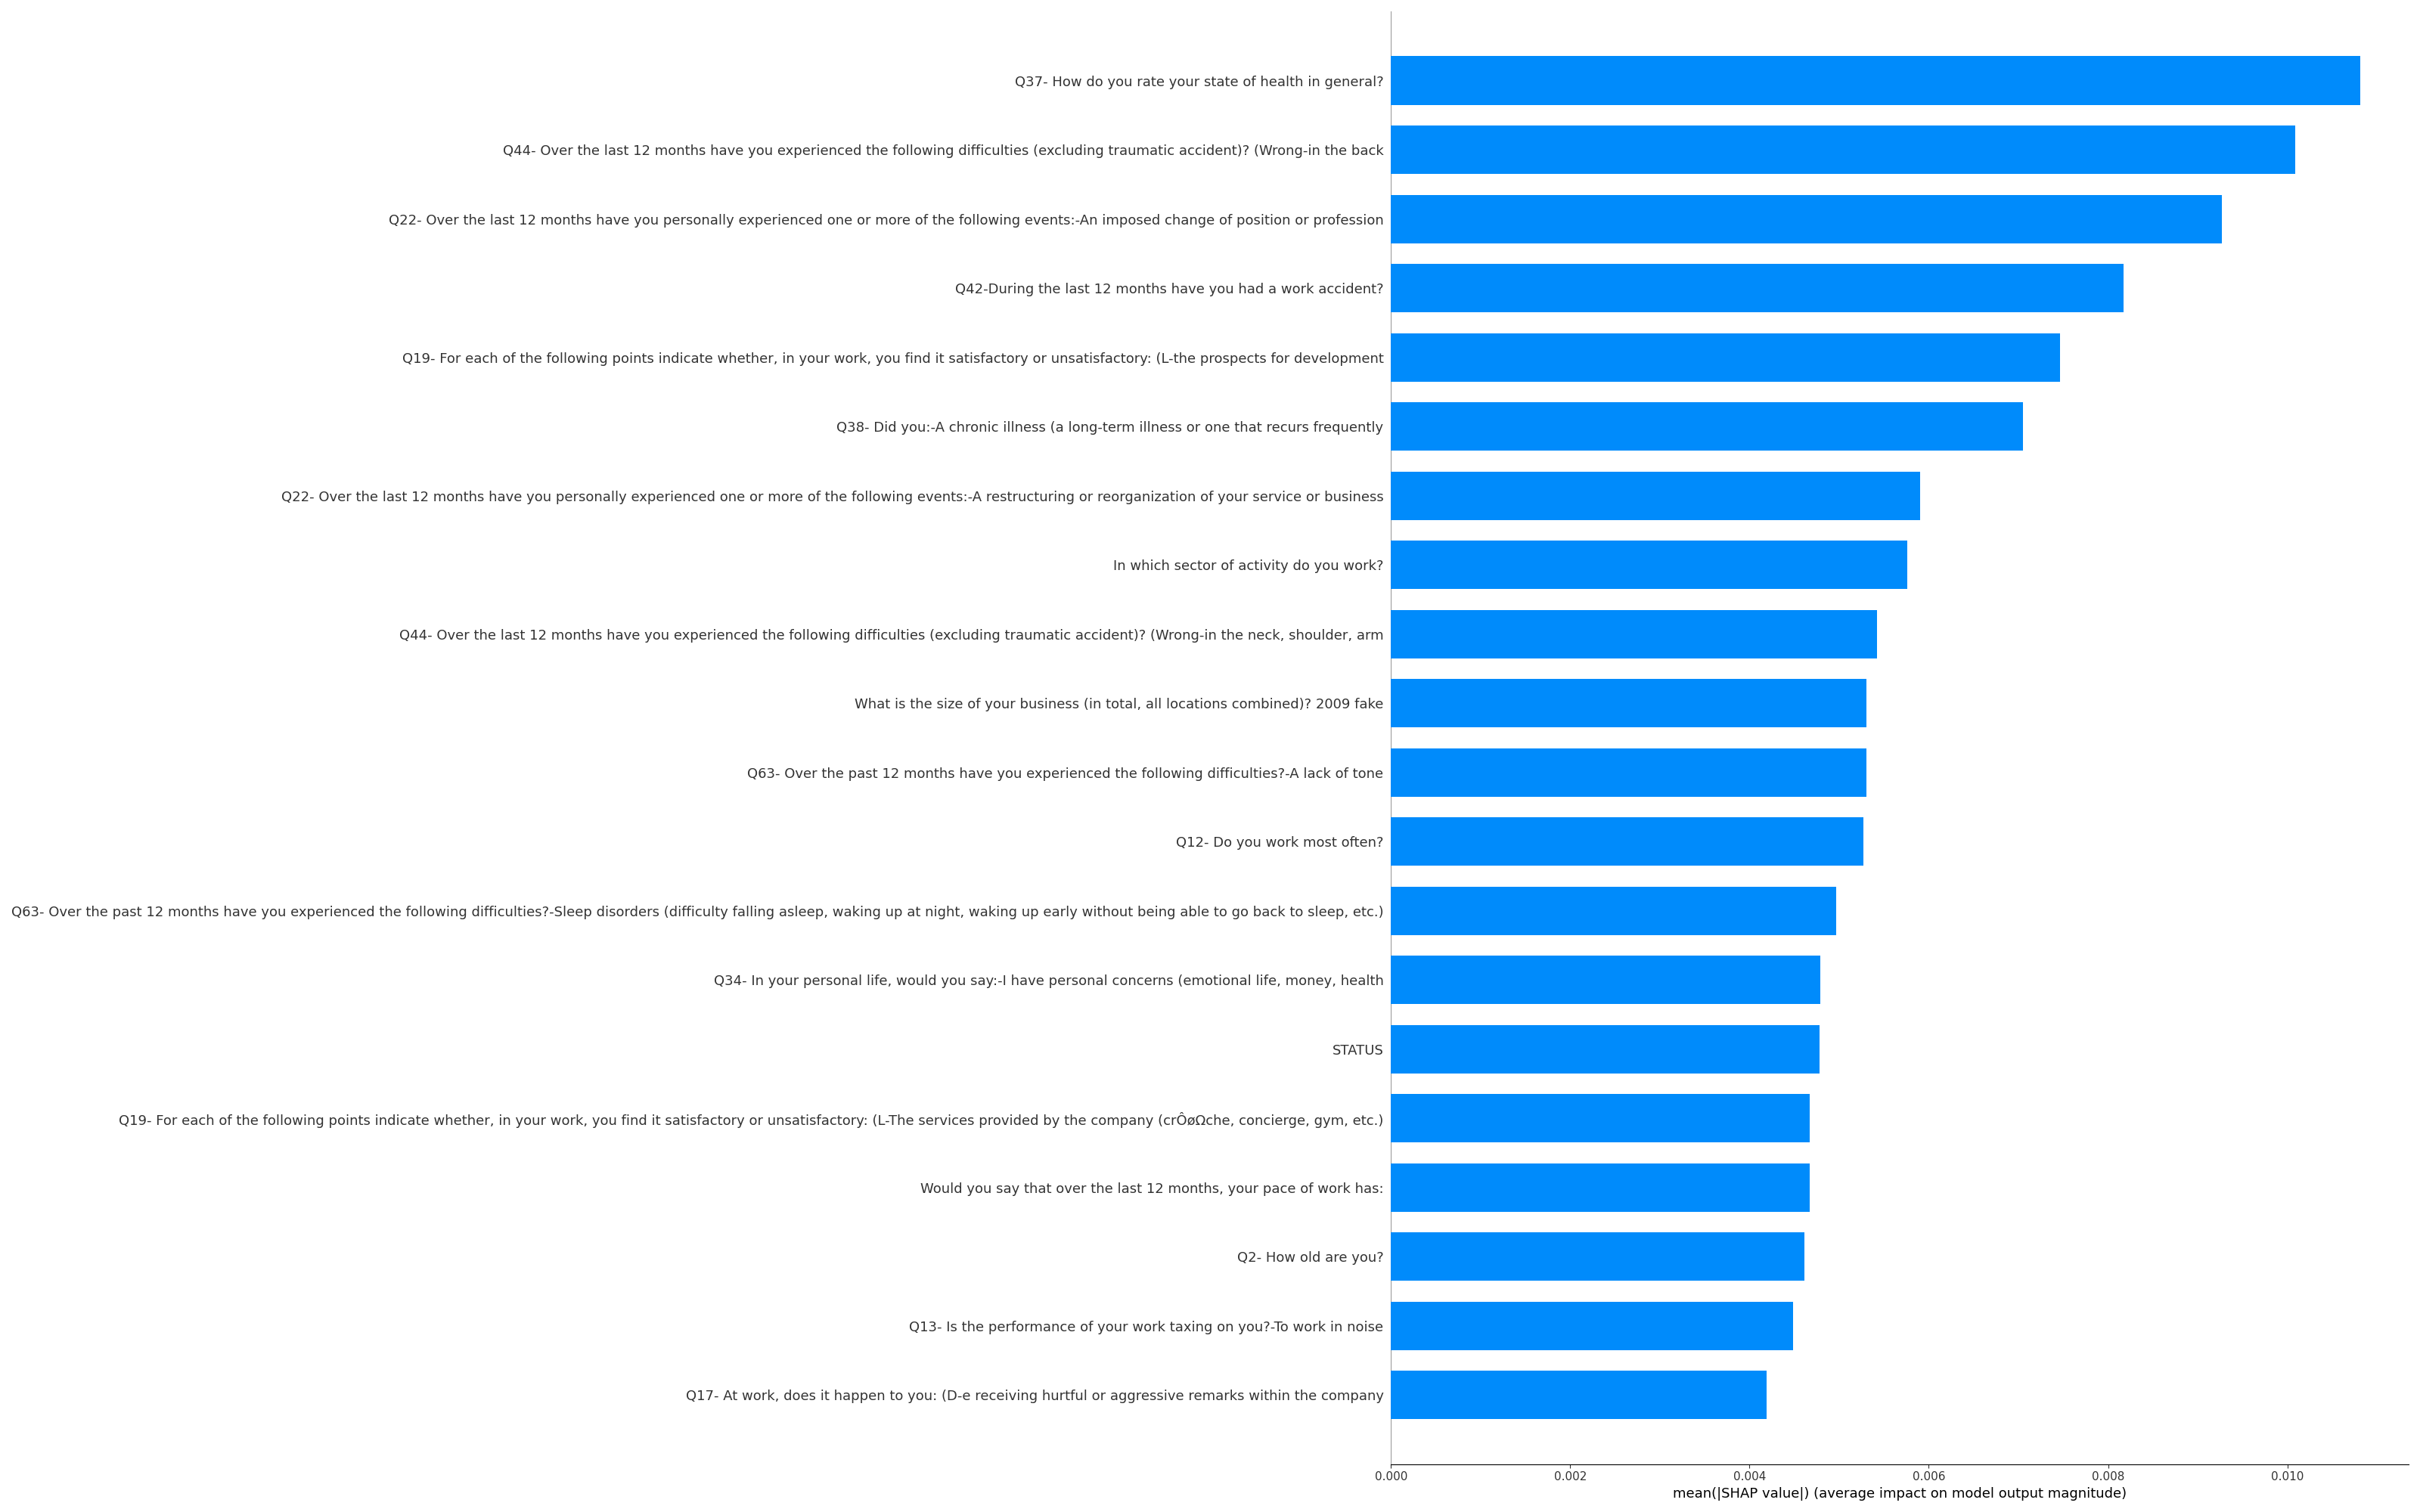 Q37- How do you rate your state of health in general?
Q44- Over the last 12 months have you experienced the following difficulties (excluding traumatic accident)? (Wrong-in the back
Q22- Over the last 12 months have you personally experienced one or more of the following events:-An imposed change of position or profession
Q42-During the last 12 months have you had a work accident?
Q19- For each of the following points indicate whether, in your work, you find it satisfactory or unsatisfactory: (L-the prospects for development
Q38- Did you:-A chronic illness (a long-term illness or one that recurs frequently
Q22- Over the last 12 months have you personally experienced one or more of the following events:-A restructuring or reorganization of your service or business
In which sector of activity do you work?
Q44- Over the last 12 months have you experienced the following difficulties (excluding traumatic accident)? (Wrong-in the neck, shoulder, arm
What is the size of your business (in total, all locations combined)? 2009 fake
Q63- Over the past 12 months have you experienced the following difficulties?-A lack of tone
Q12- Do you work most often?
Q63- Over the past 12 months have you experienced the following difficulties?-Sleep disorders (difficulty falling asleep, waking up at night, waking up early without being able to go back to sleep, etc.)
Q34- In your personal life, would you say:-I have personal concerns (emotional life, money, health
STATUS
Q19- For each of the following points indicate whether, in your work, you find it satisfactory or unsatisfactory: (L-The services provided by the company (crÔøΩche, concierge, gym, etc.)
Would you say that over the last 12 months, your pace of work has:
Q2- How old are you?
Q13- Is the performance of your work taxing on you?-To work in noise
Q17- At work, does it happen to you: (D-e receiving hurtful or aggressive remarks within the company
0.000 0.002 0.004 0.006 0.008 0.010
mean(|SHAP value|) (average impact on model output magnitude)